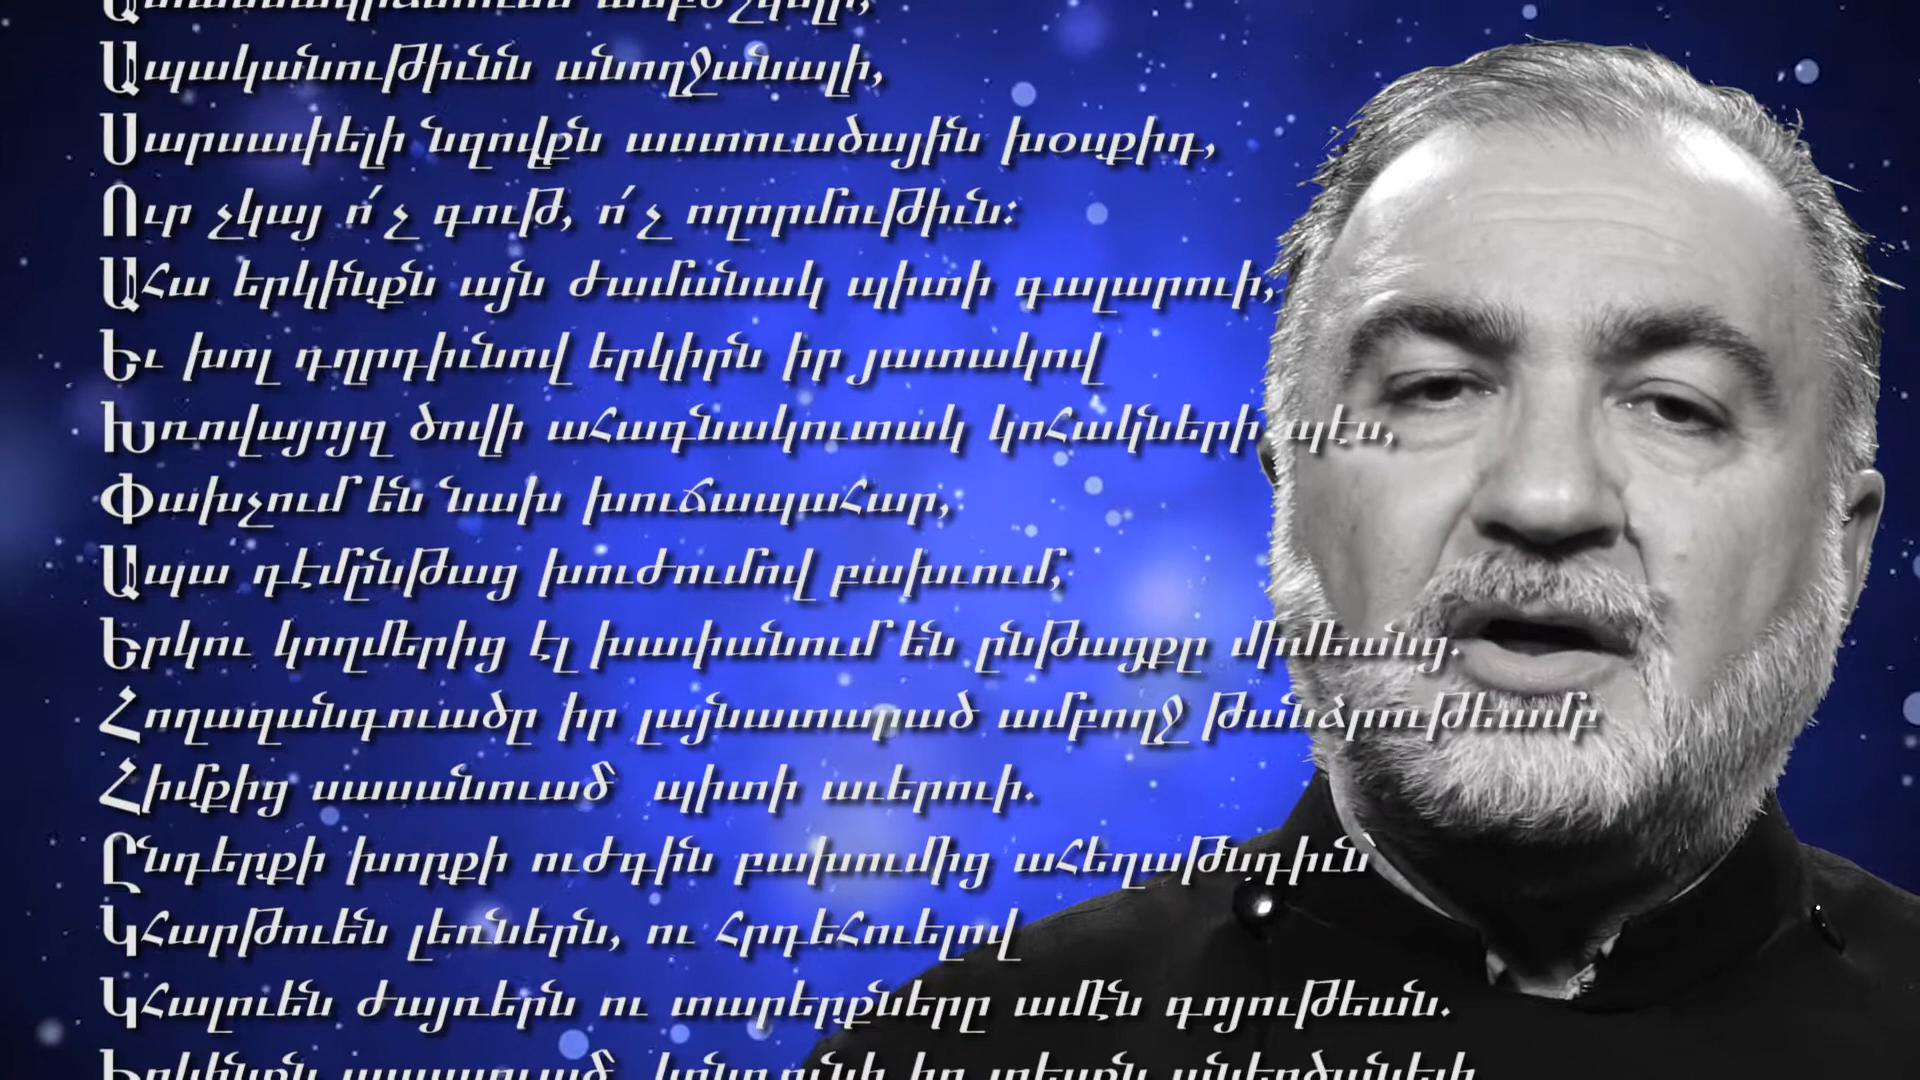 Ապականութիւնն անողջանալի,
Սարսափելի նզովքն աստուածային խօսքիդ,
Ուր չկայ ո՛չ գութ, ո՛չ ողորմութիւն:
Ահա երկինքն այն ժամանակ պիտի գալարուի,
Եւ խոլ դղրդիւնով երկիրն իր յատակով
Խռովայոյզ ծովի ահագնակուտակ կոհակների պէս,
Փախչում են նախ խուճապահար,
Ապա դէմընթաց խուժումով բախւում,
Երկու կողմերից էլ խափանում են ընթացքը միմեանց.
Հողազանգուածը իր լայնատարած ամբողջ թանձրութեամբ
Հիմքից սասանուած՝ պիտի աւերուի.
Ընդերքի խորքի ուժգին բախումից ահեղաթնդիւն՝
Կհարթուեն լեռներն, ու հրդեհուելով
Կհալուեն ժայռերն ու տարերքները ամէն գոյութեան.